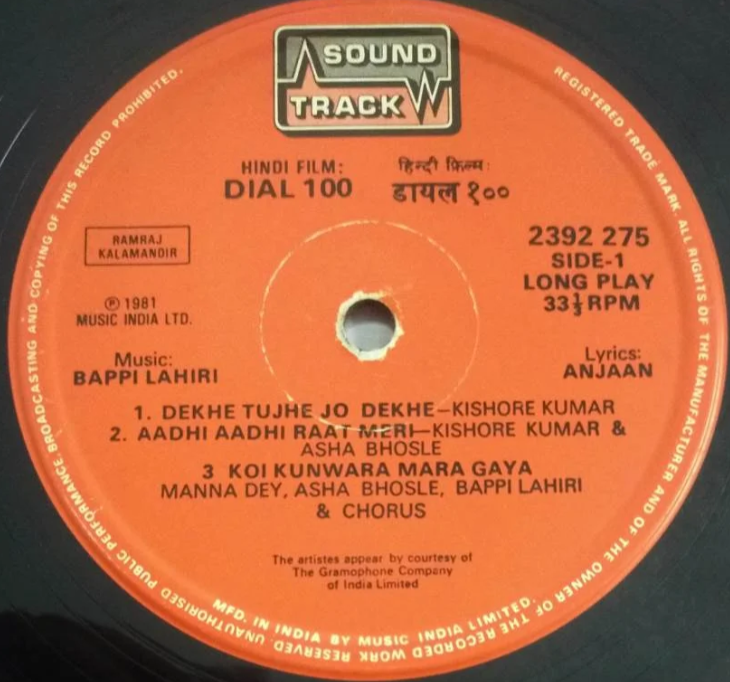 SOUND
TRACK
HINDI FILM:
DIAL 100
हिन्दी फ़िल्म:
डायल १००
RAMRAJ
KALAMANDIR
2392 275
SIDE-1
LONG PLAY
33⅓ RPM
Ⓟ 1981
MUSIC INDIA LTD.
Music:
BAPPI LAHIRI
Lyrics:
ANJAAN
1. DEKHE TUJHE JO DEKHE—KISHORE KUMAR
2. AADHI AADHI RAAT MERI—KISHORE KUMAR &
ASHA BHOSLE
3 KOI KUNWARA MARA GAYA
MANNA DEY, ASHA BHOSLE, BAPPI LAHIRI
& CHORUS
The artistes appear by courtesy of
The Gramophone Company
of India Limited
MFD. IN INDIA BY MUSIC INDIA LIMITED.
REGISTERED TRADE MARK. ALL RIGHTS OF THE MANUFACTURER AND OF THE OWNER OF THE RECORDED WORK RESERVED. UNAUTHORISED PUBLIC PERFORMANCE, BROADCASTING AND COPYING OF THIS RECORD PROHIBITED.